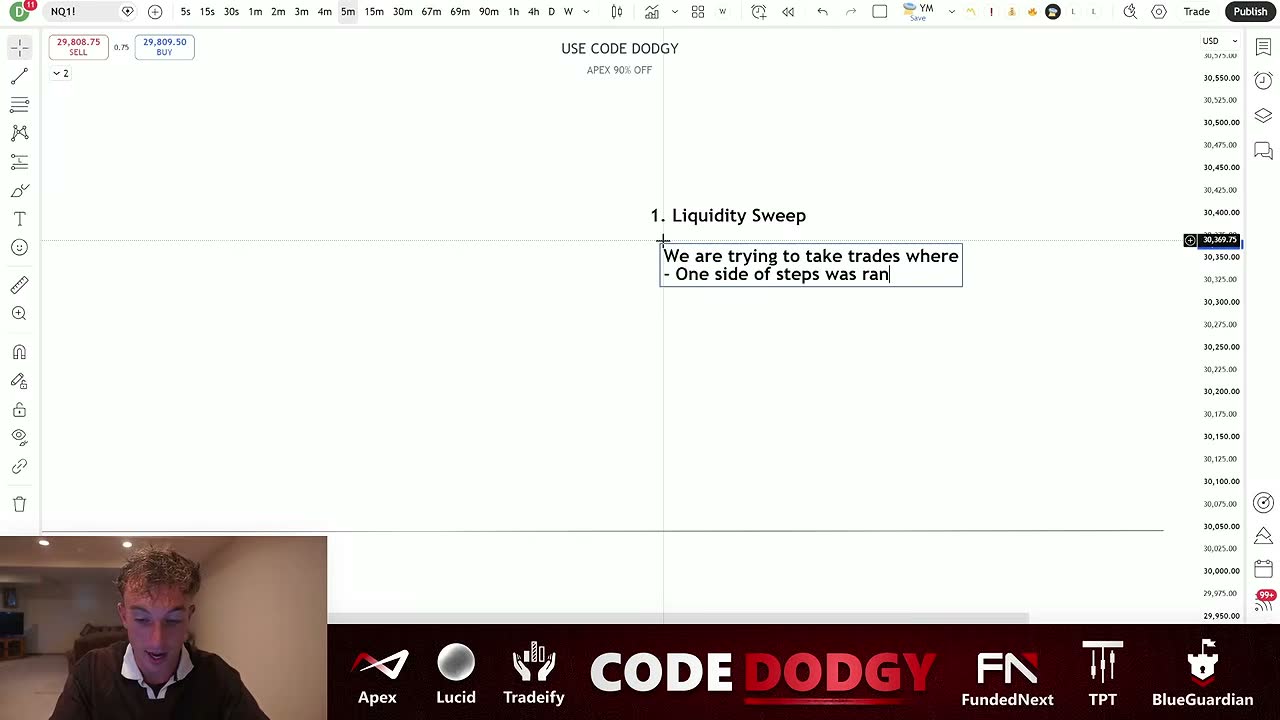 D
11
NQ1!
15s 30s 1m 2m 3m 4m 5m 15m 30m 67m 69m 90m 1h 4h D W
W
YM
Save
L L
Trade
Publish
29,808.75
SELL
0.75
29,809.50
BUY
2
USE CODE DODGY
APEX 90% OFF
USD
30,575.00
30,550.00
30,525.00
30,500.00
30,475.00
30,450.00
30,425.00
30,400.00
30,369.75
30,350.00
30,325.00
30,300.00
30,275.00
30,250.00
30,225.00
30,200.00
30,175.00
30,150.00
30,125.00
30,100.00
30,075.00
30,050.00
30,025.00
30,000.00
29,975.00
29,950.00
99+
1. Liquidity Sweep
We are trying to take trades where
- One side of steps was ran
Apex
Lucid
Tradeify
CODE DODGY
FN
FundedNext
TPT
BlueGuardian